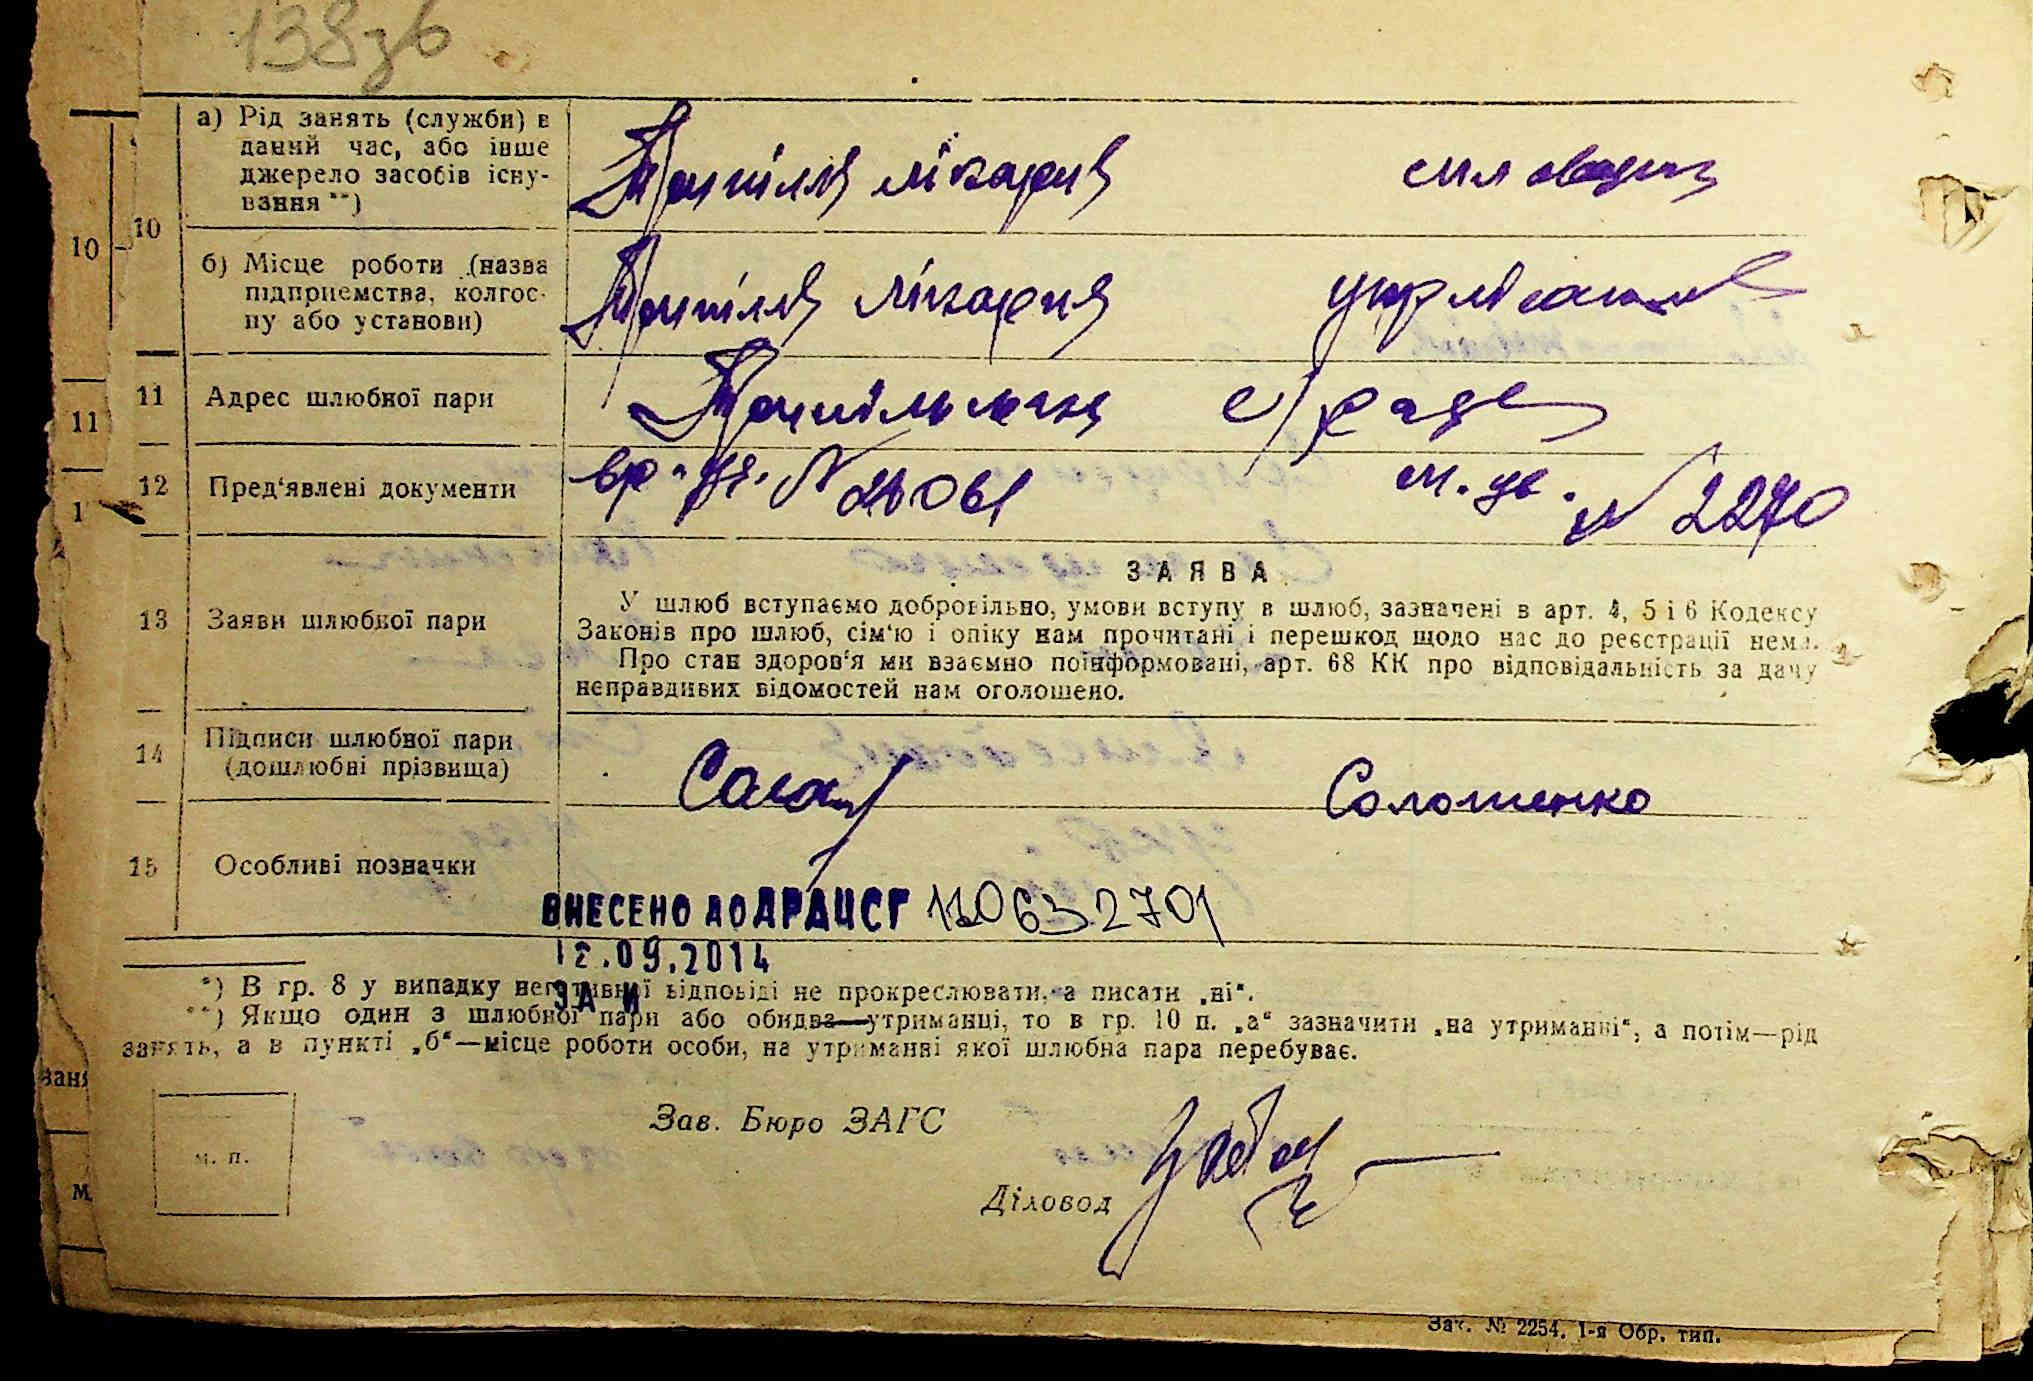 138зв
а) Рід занять (служби) в
даний час, або інше
джерело засобів існу-
вання **)
лікарня
10
10
б) Місце роботи (назва
підприємства, колгос-
пу або установи)
лікарня
11
11
Адрес шлюбної пари
12
Пред'явлені документи
№ 2270
1
ЗАЯВА
13
Заяви шлюбної пари
У шлюб вступаємо добровільно, умови вступу в шлюб, зазначені в арт. 4, 5 і 6 Кодексу
Законів про шлюб, сім'ю і опіку нам прочитані і перешкод щодо нас до реєстрації нема.
Про стан здоров'я ми взаємно поінформовані, арт. 68 КК про відповідальність за дачу
неправдивих відомостей нам оголошено.
14
Підписи шлюбної пари
(дошлюбні прізвища)
Солошенко
15
Особливі позначки
ВНЕСЕНО ДО ДРАЦСГ
.09.2014
*) В гр. 8 у випадку негативної відповіді не прокреслювати, а писати „ні“.
**) Якщо один з шлюбної пари або обидва—утриманці, то в гр. 10 п. „а“ зазначити „на утриманні“, а потім—рід
занять, а в пункті „б“—місце роботи особи, на утриманні якої шлюбна пара перебуває.
Зав. Бюро ЗАГС
м. п.
Діловод
Зак. № 2254. 1-я Обр. тип.